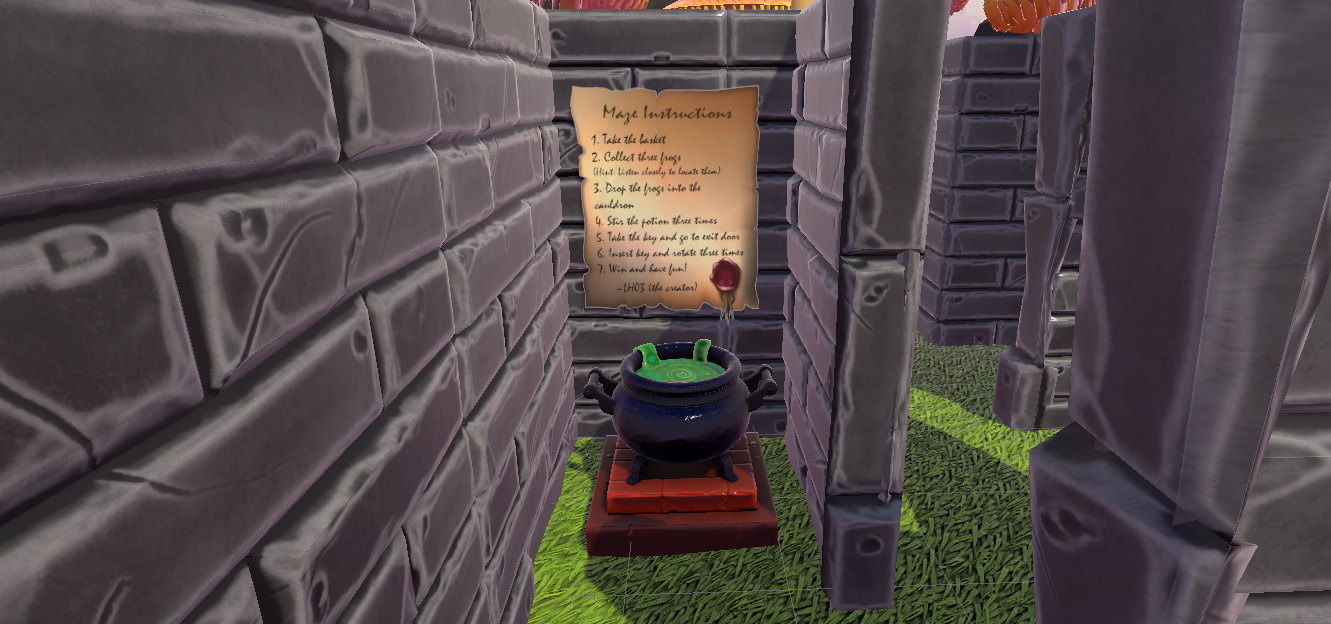 Maze Instructions
1. Take the basket
2. Collect three frogs
(Hint: Listen closely to locate them)
3. Drop the frogs into the
cauldron
4. Stir the potion three times
5. Take the key and go to exit door
6. Insert key and rotate three times
7. Win and have fun!
~LH03 (the creator)